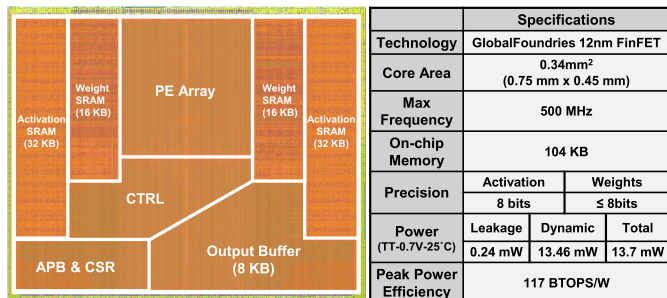 Activation
SRAM
(32 KB)
Weight
SRAM
(16 KB)
PE Array
Weight
SRAM
(16 KB)
Activation
SRAM
(32 KB)
CTRL
APB & CSR
Output Buffer
(8 KB)
Specifications
Technology GlobalFoundries 12nm FinFET
Core Area 0.34mm²
(0.75 mm x 0.45 mm)
Max
Frequency 500 MHz
On-chip
Memory 104 KB
Precision Activation Weights
8 bits ≤ 8bits
Power
(TT-0.7V-25˚C) Leakage Dynamic Total
0.24 mW 13.46 mW 13.7 mW
Peak Power
Efficiency 117 BTOPS/W